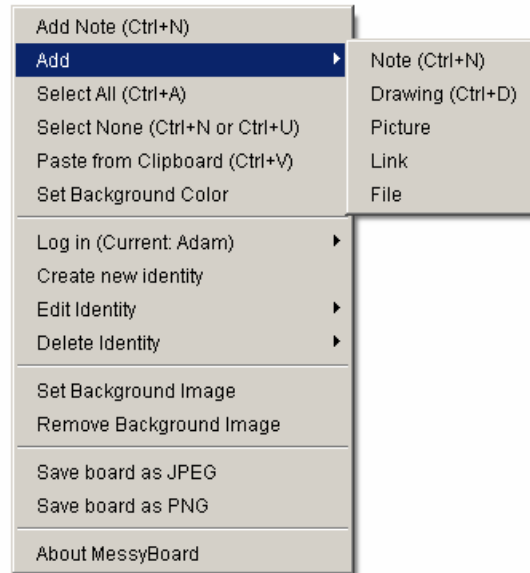 Add Note (Ctrl+N)
Add
Select All (Ctrl+A)
Select None (Ctrl+N or Ctrl+U)
Paste from Clipboard (Ctrl+V)
Set Background Color
Log in (Current: Adam)
Create new identity
Edit Identity
Delete Identity
Set Background Image
Remove Background Image
Save board as JPEG
Save board as PNG
About MessyBoard
Note (Ctrl+N)
Drawing (Ctrl+D)
Picture
Link
File